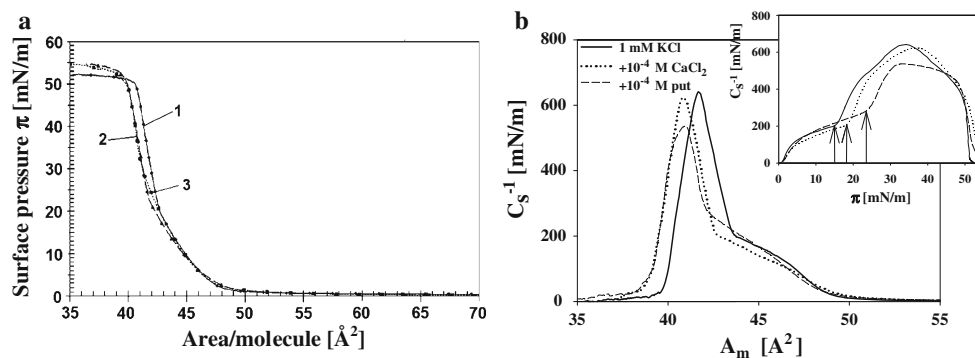 a
Surface pressure π [mN/m]
60
50
40
30
20
10
0
1
2
3
35 40 45 50 55 60 65 70
Area/molecule [Å²]
b
Cs⁻¹ [mN/m]
800
600
400
200
0
1 mM KCl
+10⁻⁴ M CaCl₂
+10⁻⁴ M put
35 40 45 50 55
Aₘ [A²]
Cs⁻¹ [mN/m]
800
600
400
200
0
0 10 20 30 40 50
π [mN/m]